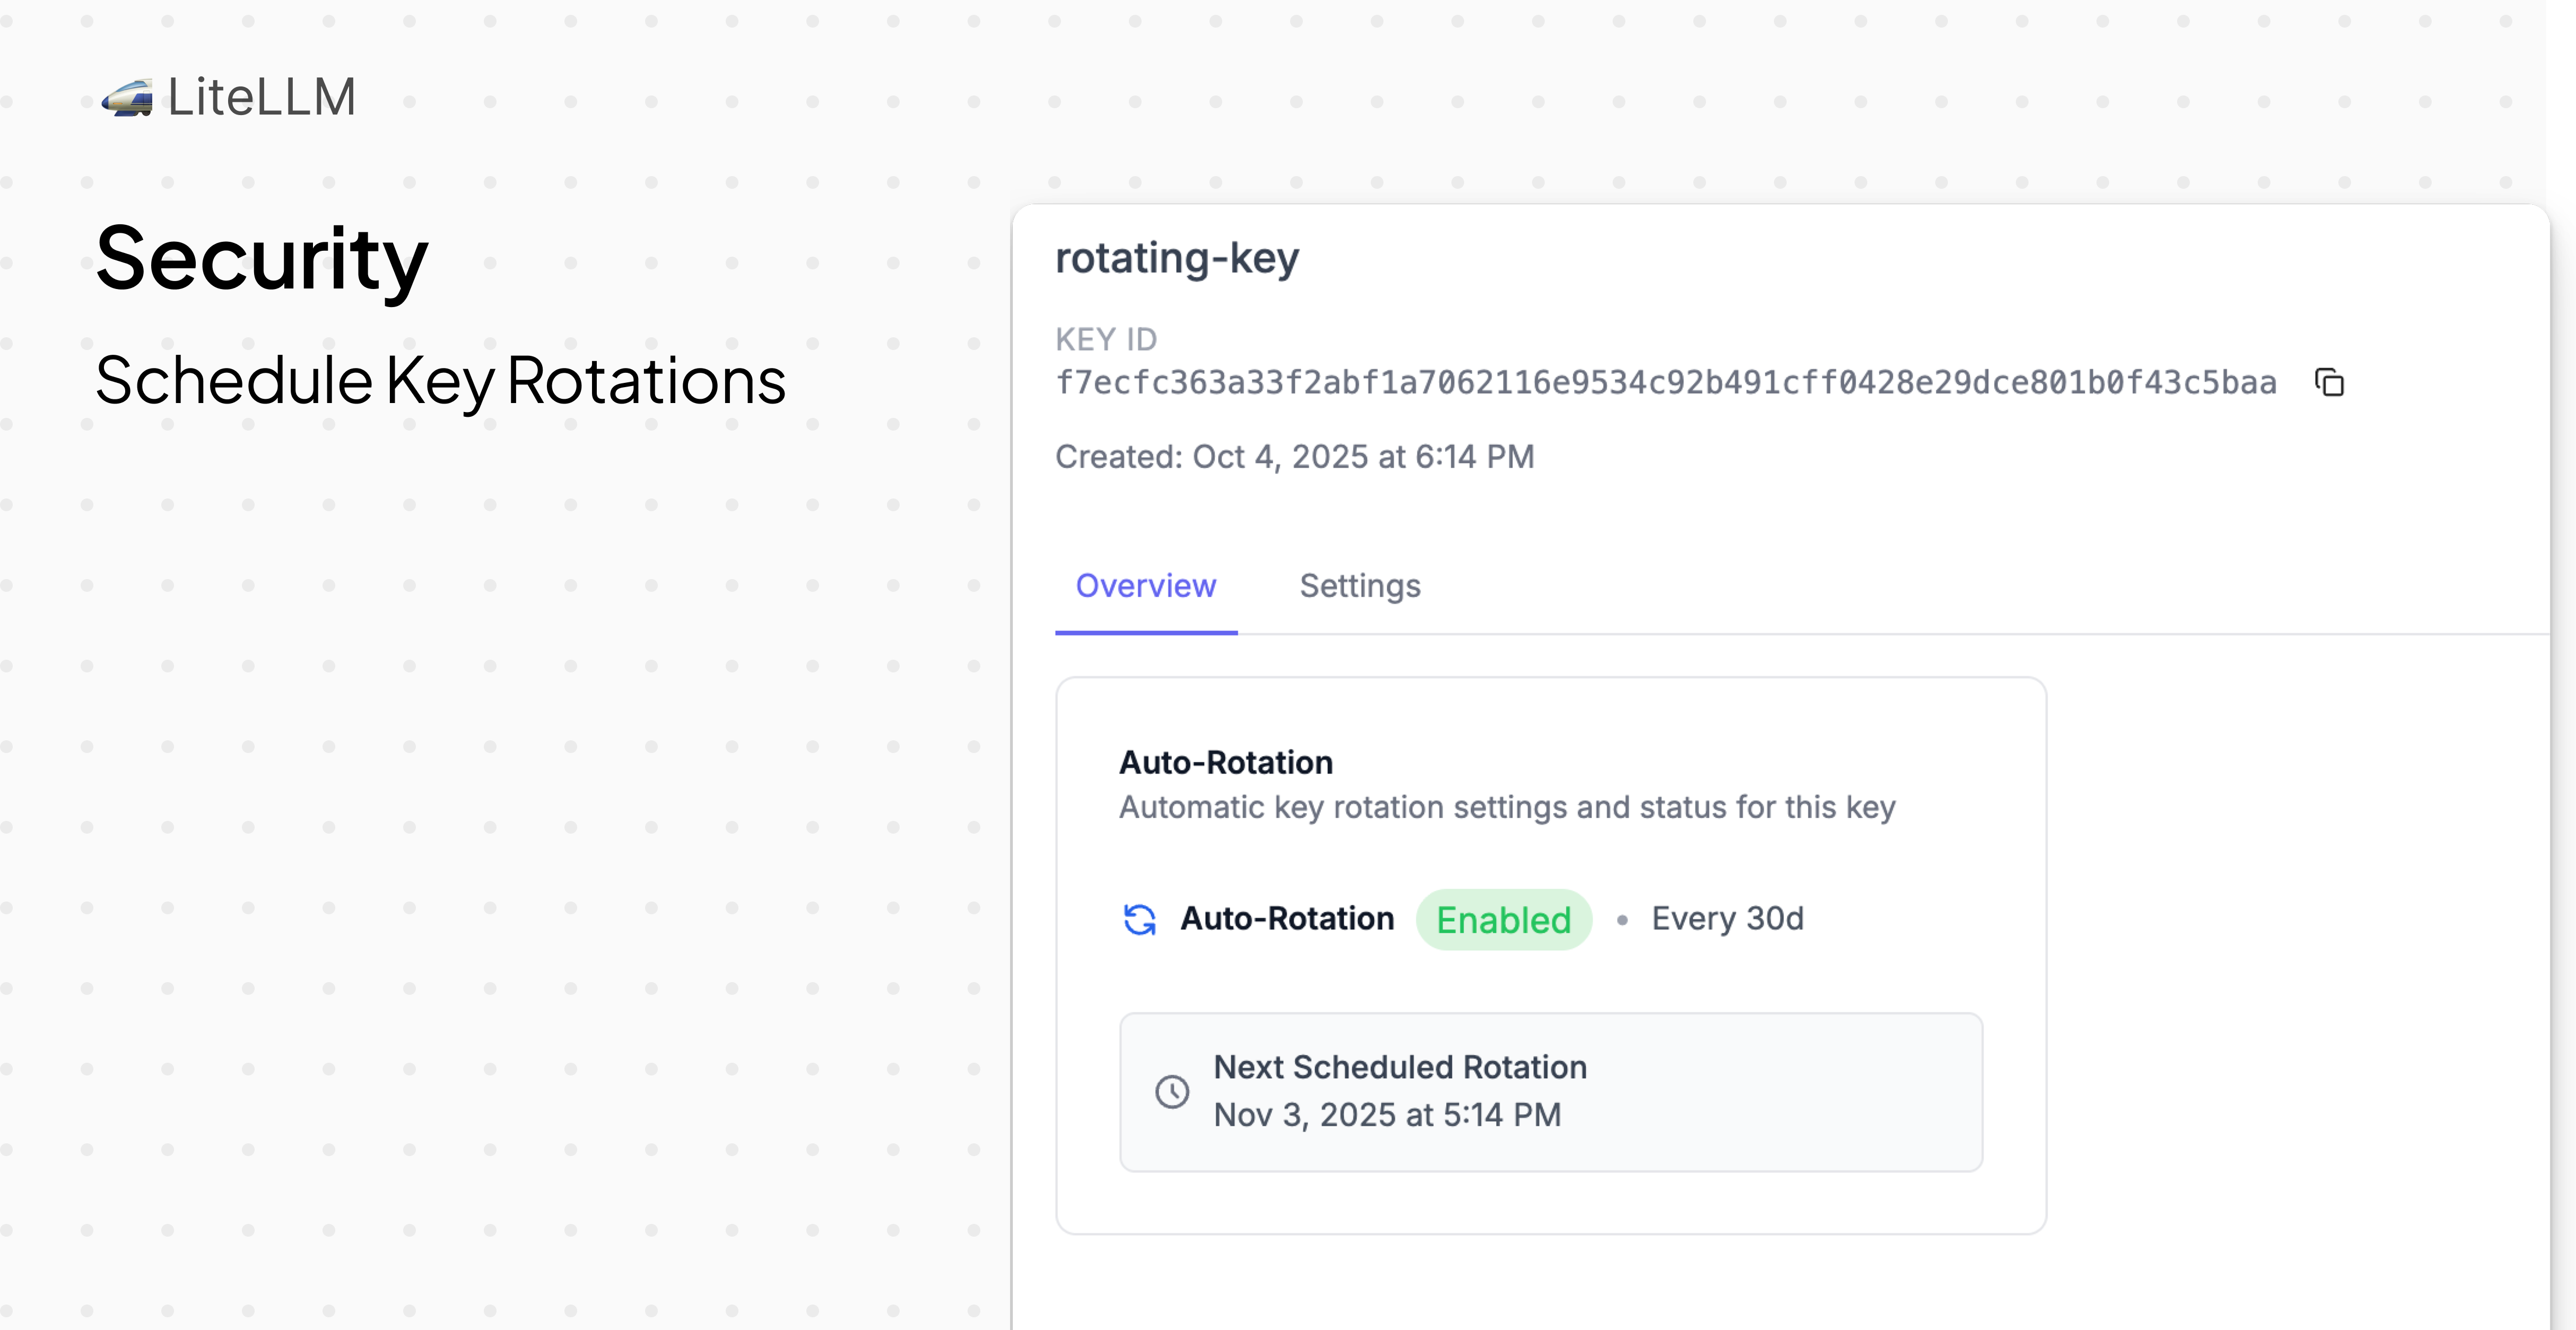 LiteLLM
Security
Schedule Key Rotations
rotating-key
KEY ID
f7ecfc363a33f2abf1a7062116e9534c92b491cff0428e29dce801b0f43c5baa
Created: Oct 4, 2025 at 6:14 PM
Overview Settings
Auto-Rotation
Automatic key rotation settings and status for this key
Auto-Rotation Enabled • Every 30d
Next Scheduled Rotation
Nov 3, 2025 at 5:14 PM